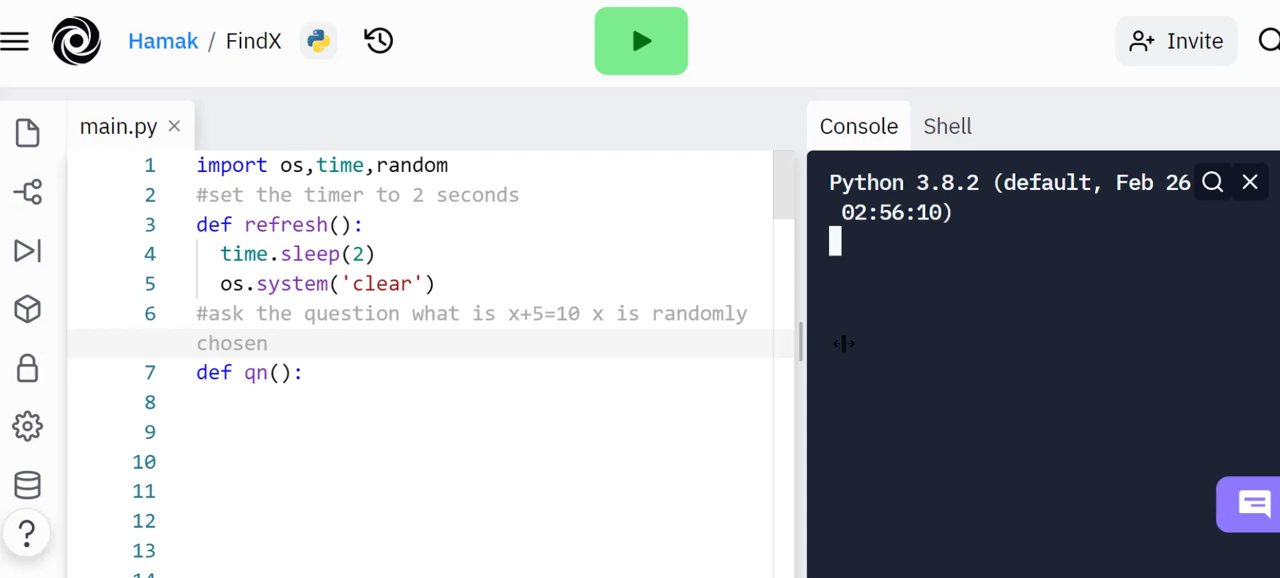 Hamak / FindX
Invite
main.py
Console Shell
1 import os,time,random
2 #set the timer to 2 seconds
3 def refresh():
4 time.sleep(2)
5 os.system('clear')
6 #ask the question what is x+5=10 x is randomly
chosen
7 def qn():
8
9
10
11
12
13
14
Python 3.8.2 (default, Feb 26
02:56:10)
?